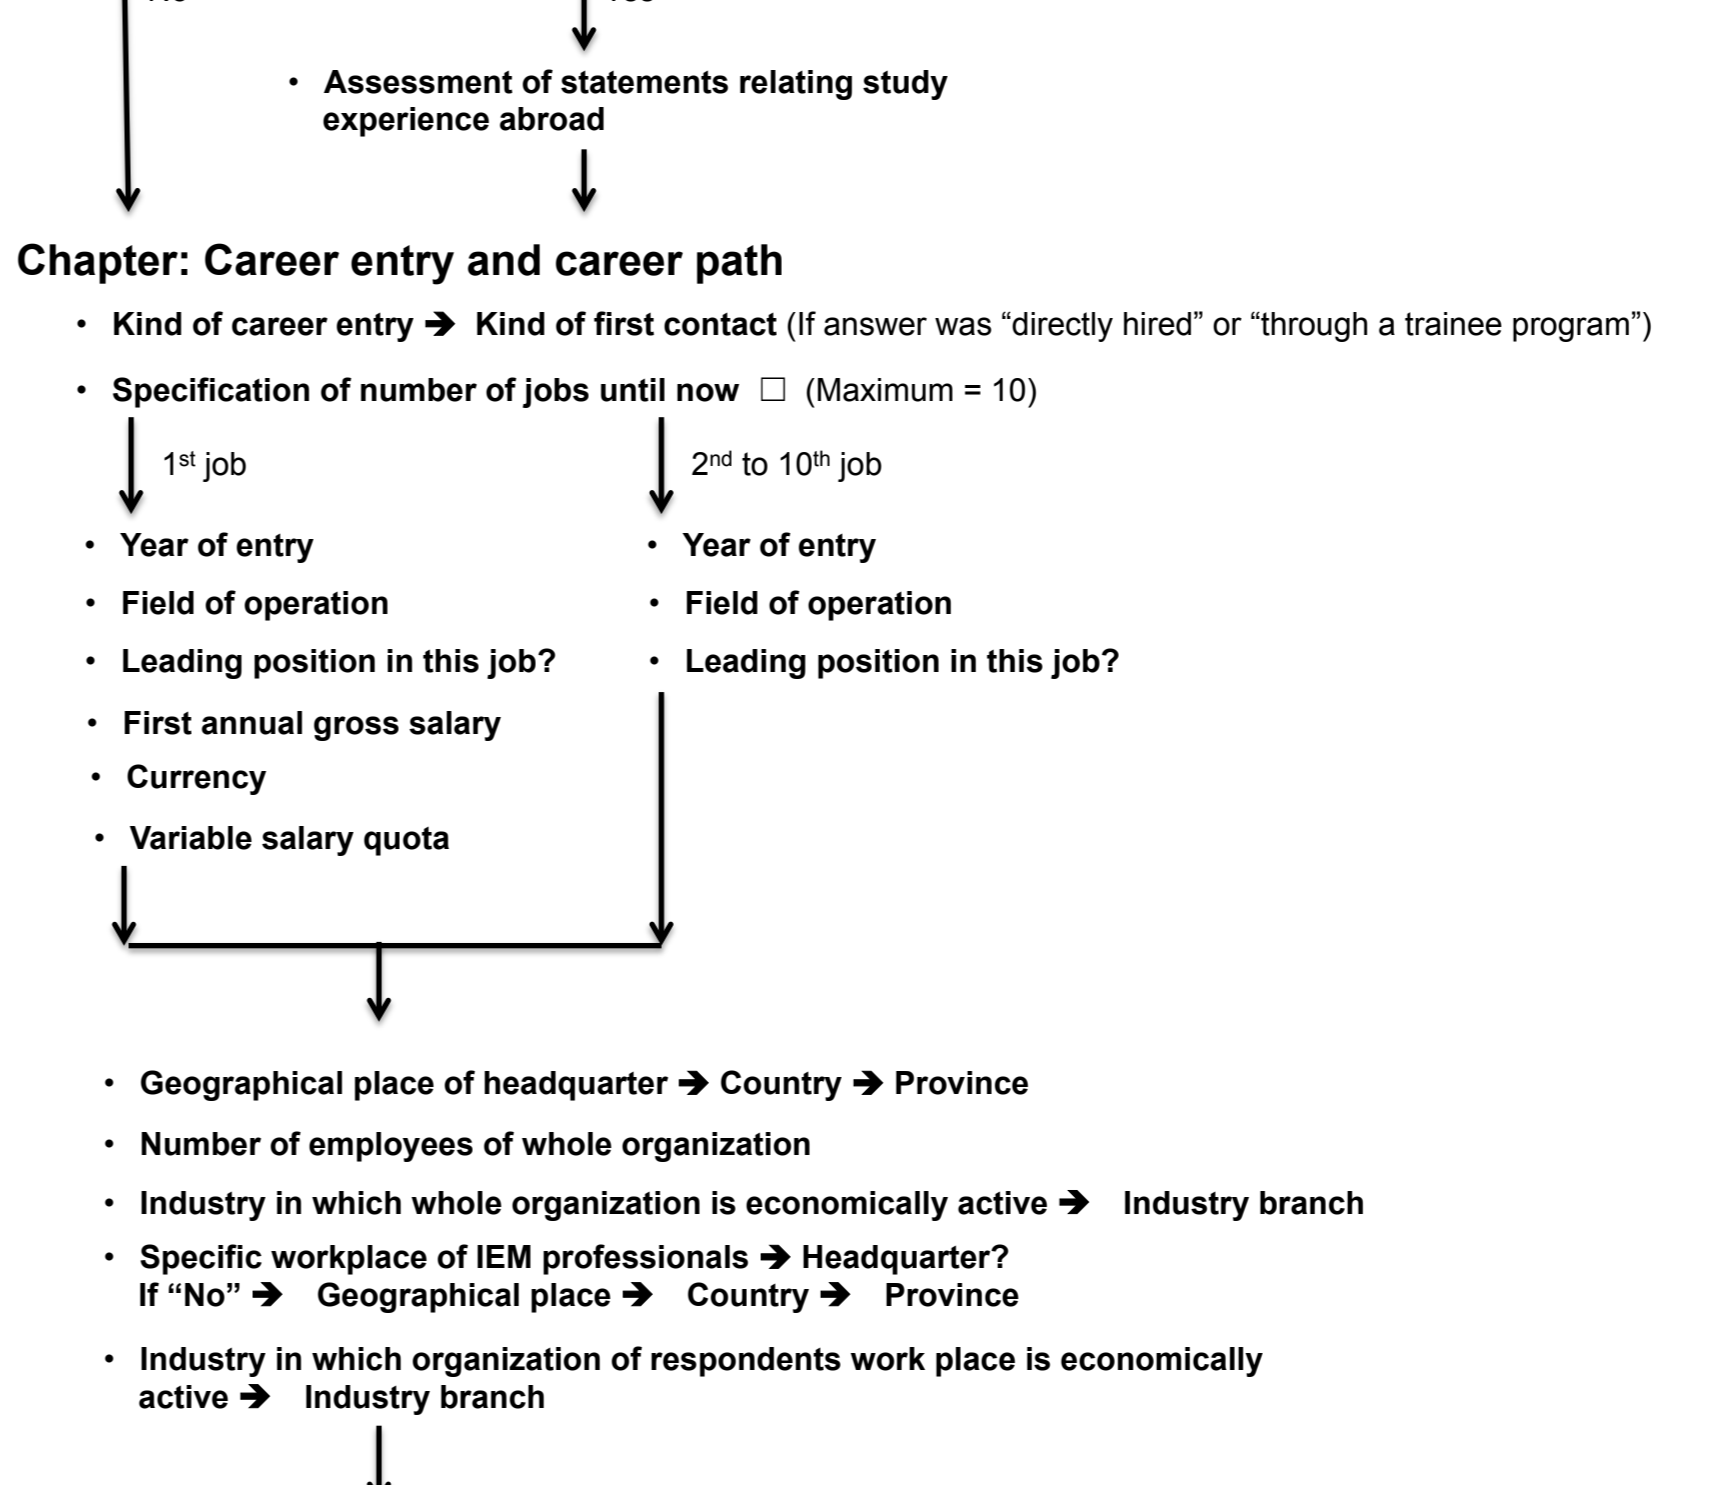 • Assessment of statements relating study
experience abroad
Chapter: Career entry and career path
• Kind of career entry ➔ Kind of first contact (If answer was “directly hired” or “through a trainee program”)
• Specification of number of jobs until now ☐ (Maximum = 10)
1st job
2nd to 10th job
• Year of entry
• Field of operation
• Leading position in this job?
• First annual gross salary
• Currency
• Variable salary quota
• Year of entry
• Field of operation
• Leading position in this job?
• Geographical place of headquarter ➔ Country ➔ Province
• Number of employees of whole organization
• Industry in which whole organization is economically active ➔ Industry branch
• Specific workplace of IEM professionals ➔ Headquarter?
If “No” ➔ Geographical place ➔ Country ➔ Province
• Industry in which organization of respondents work place is economically
active ➔ Industry branch